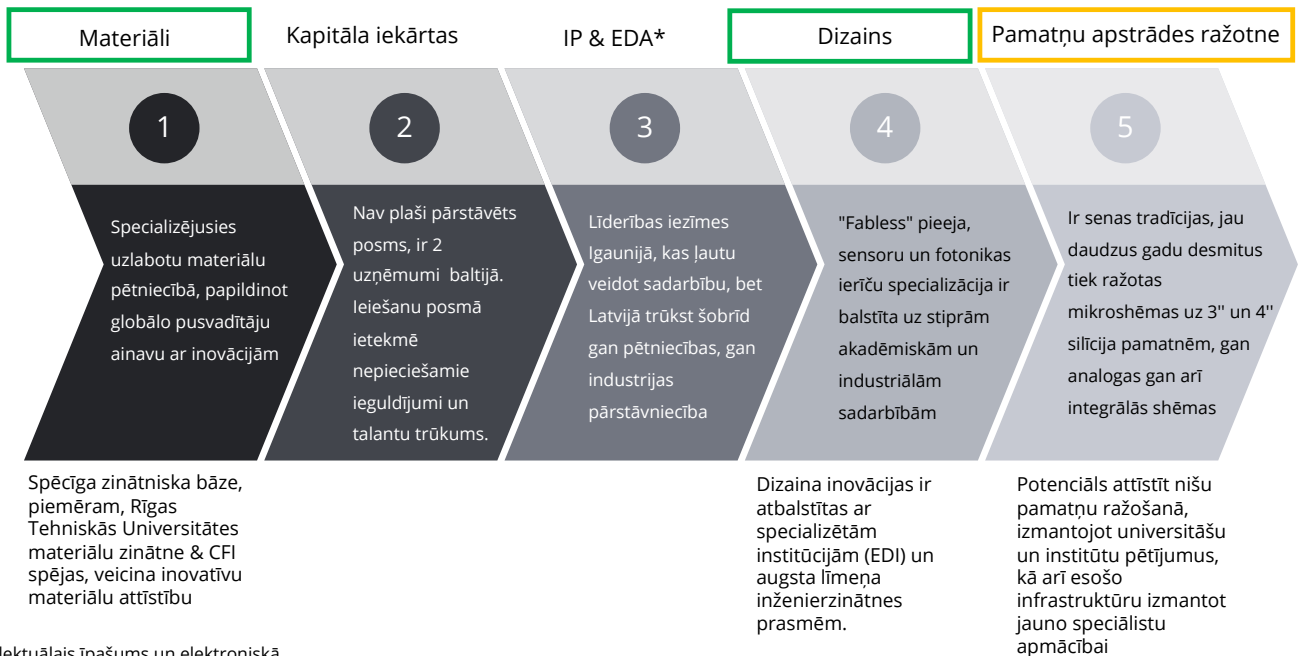 Materiāli
Kapitāla iekārtas
IP & EDA*
Dizains
Pamatņu apstrādes ražotne
1
2
3
4
5
Specializējusies
uzlabotu materiālu
pētniecībā, papildinot
globālo pusvadītāju
ainavu ar inovācijām
Nav plaši pārstāvēts
posms, ir 2
uzņēmumi baltijā.
Ieiešanu posmā
ietekmē
nepieciešamie
ieguldījumi un
talantu trūkums.
Līderības iezīmes
Igaunijā, kas ļautu
veidot sadarbību, bet
Latvijā trūkst šobrīd
gan pētniecības, gan
industrijas
pārstāvniecība
"Fabless" pieeja,
sensoru un fotonikas
ierīču specializācija ir
balstīta uz stiprām
akadēmiskām un
industriālām
sadarbībām
Ir senas tradīcijas, jau
daudzus gadu desmitus
tiek ražotas
mikroshēmas uz 3" un 4"
silīcija pamatnēm, gan
analogas gan arī
integrālās shēmas
Spēcīga zinātniska bāze,
piemēram, Rīgas
Tehniskās Universitātes
materiālu zinātne & CFI
spējas, veicina inovatīvu
materiālu attīstību
Dizaina inovācijas ir
atbalstītas ar
specializētām
institūcijām (EDI) un
augsta līmeņa
inženierzinātnes
prasmēm.
Potenciāls attīstīt nišu
pamatņu ražošanā,
izmantojot universitāšu
un institūtu pētījumus,
kā arī esošo
infrastruktūru izmantot
jauno speciālistu
apmācībai
īpašums un elektroniskā